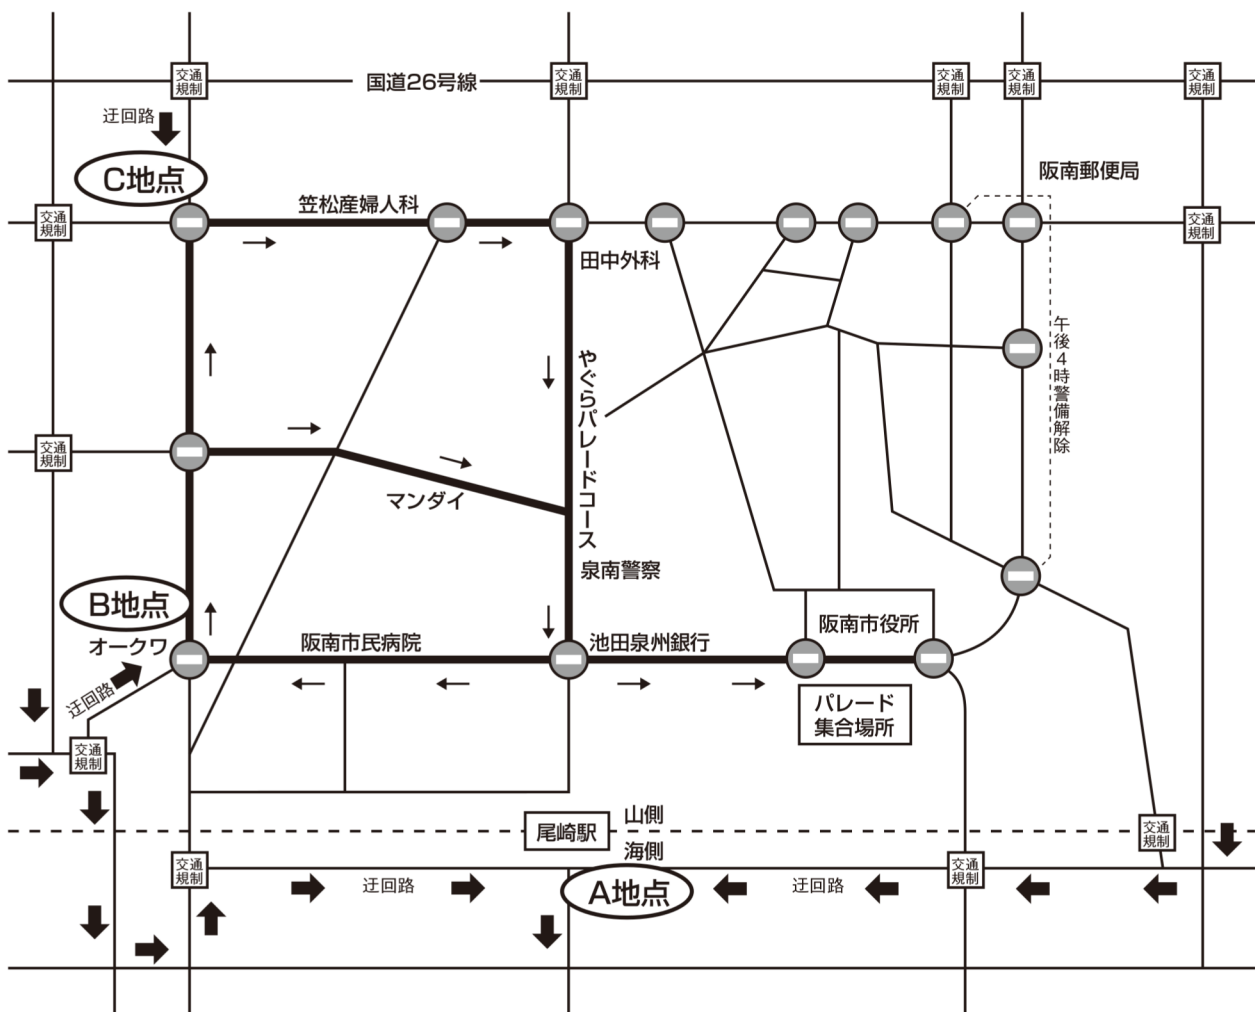 交通
規制
国道26号線
交通
規制
交通
規制
交通
規制
交通
規制
迂回路
C地点
阪南郵便局
交通
規制
笠松産婦人科
交通
規制
田中外科
午後4時警備解除
やぐらパレードコース
交通
規制
マンダイ
泉南警察
B地点
オークワ
阪南市民病院
池田泉州銀行
阪南市役所
迂回路
パレード
集合場所
交通
規制
山側
尾崎駅
海側
交通
規制
交通
規制
迂回路
A地点
迂回路
交通
規制